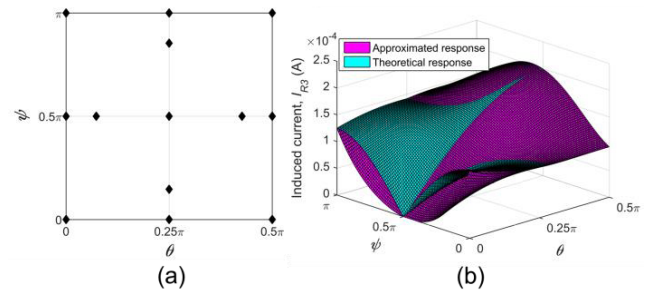 π
0.5π
0
ψ
0
0.25π
0.5π
θ
(a)
×10⁻⁴
Approximated response
Theoretical response
Induced current, I_R3 (A)
2.5
2
1.5
1
0.5
0
π
0.5π
0
ψ
0
0.25π
0.5π
θ
(b)